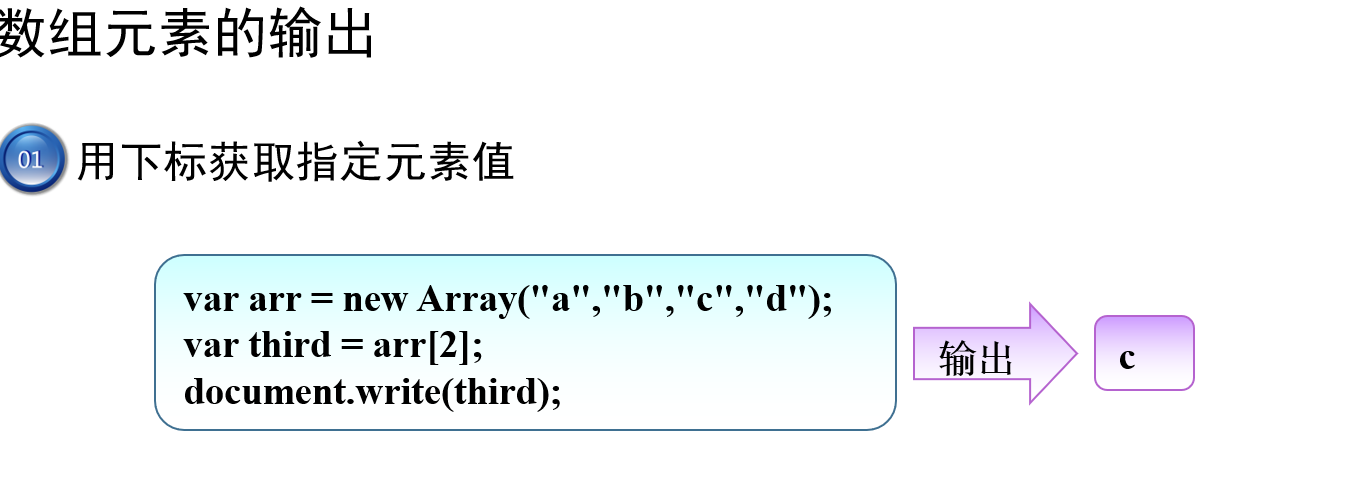 数组元素的输出
01 用下标获取指定元素值
var arr = new Array("a","b","c","d");
var third = arr[2];
document.write(third);
输出
c